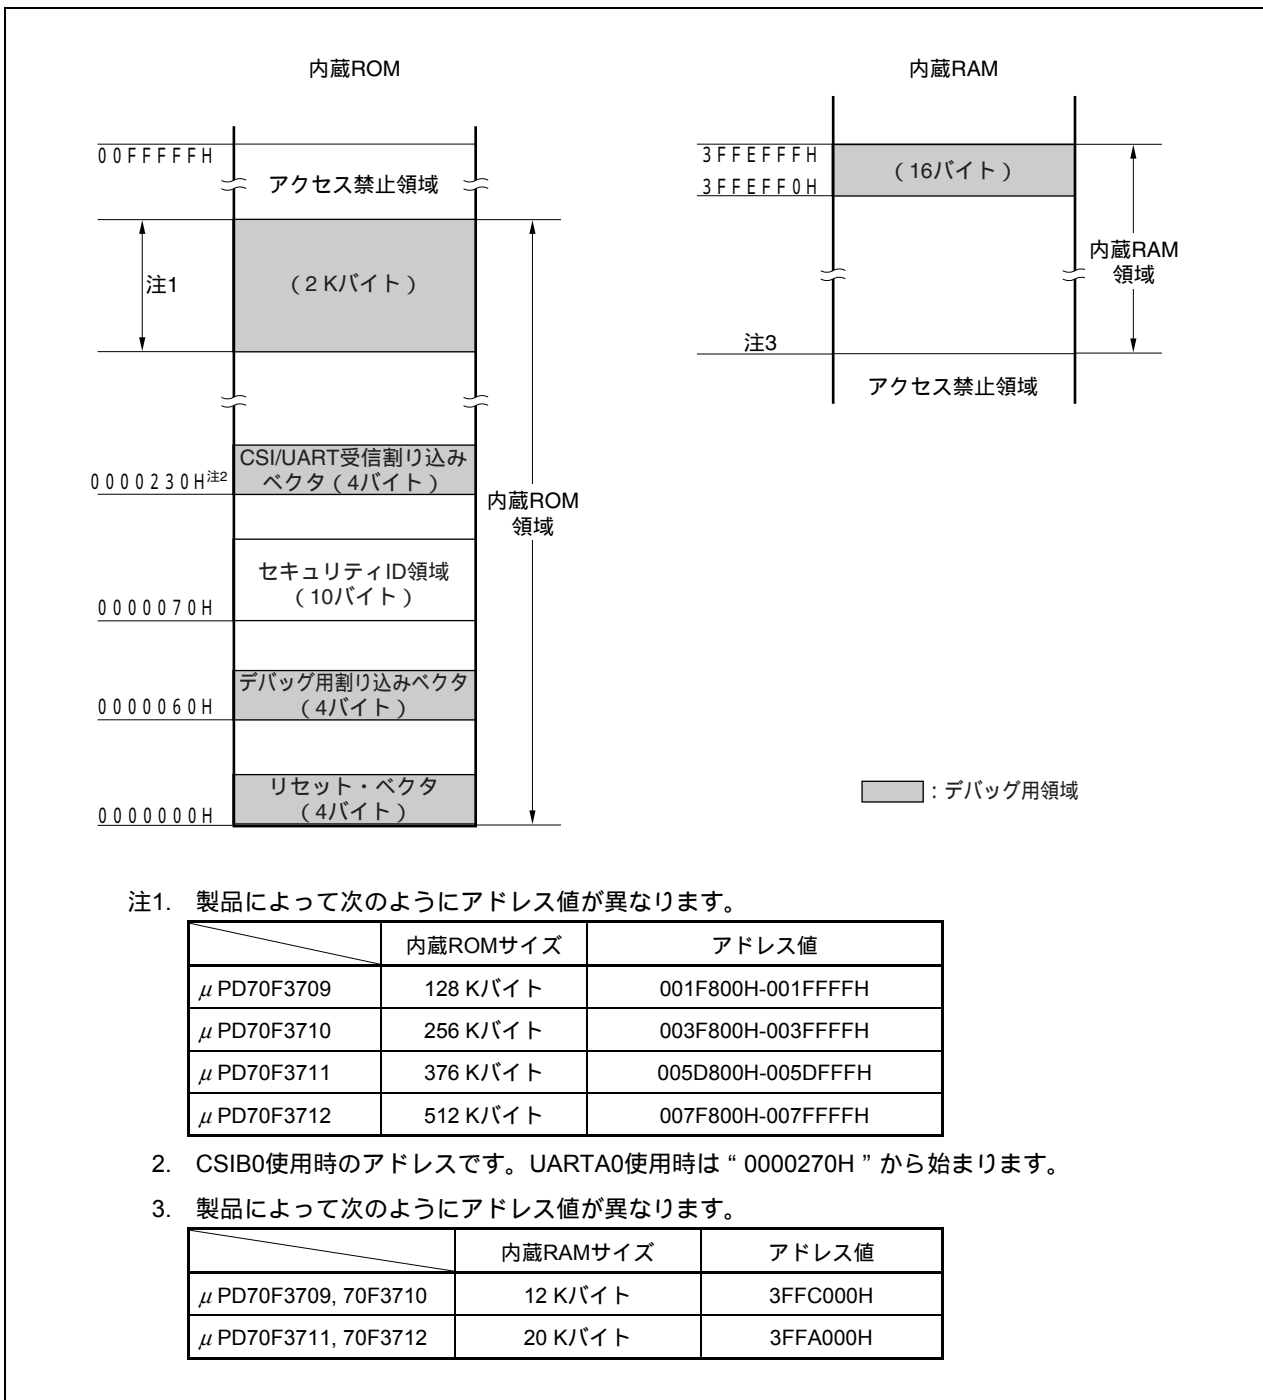 内蔵ROM
00FFFFFH
アクセス禁止領域
注1
(2 Kバイト)
CSI/UART受信割り込み
ベクタ(4バイト)
0000230H注2
内蔵ROM
領域
セキュリティID領域
(10バイト)
0000070H
デバッグ用割り込みベクタ
(4バイト)
0000060H
リセット・ベクタ
(4バイト)
0000000H
内蔵RAM
3FFEFFFH
(16バイト)
3FFEFF0H
内蔵RAM
領域
注3
アクセス禁止領域
:デバッグ用領域
注1. 製品によって次のようにアドレス値が異なります。
内蔵ROMサイズ アドレス値
μPD70F3709 128 Kバイト 001F800H-001FFFFH
μPD70F3710 256 Kバイト 003F800H-003FFFFH
μPD70F3711 376 Kバイト 005D800H-005DFFFH
μPD70F3712 512 Kバイト 007F800H-007FFFFH
2. CSIB0使用時のアドレスです。UARTA0使用時は“0000270H”から始まります。
3. 製品によって次のようにアドレス値が異なります。
内蔵RAMサイズ アドレス値
μPD70F3709, 70F3710 12 Kバイト 3FFC000H
μPD70F3711, 70F3712 20 Kバイト 3FFA000H